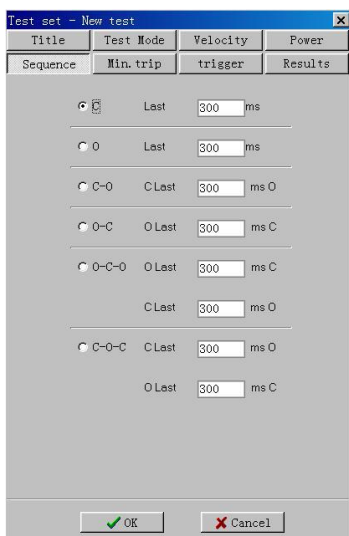 Test set - New test
Title Test Mode Velocity Power
Sequence Min.trip trigger Results
C Last 300 ms
O Last 300 ms
C-O C Last 300 ms O
O-C O Last 300 ms C
O-C-O O Last 300 ms C
C Last 300 ms O
C-O-C C Last 300 ms O
O Last 300 ms C
OK Cancel